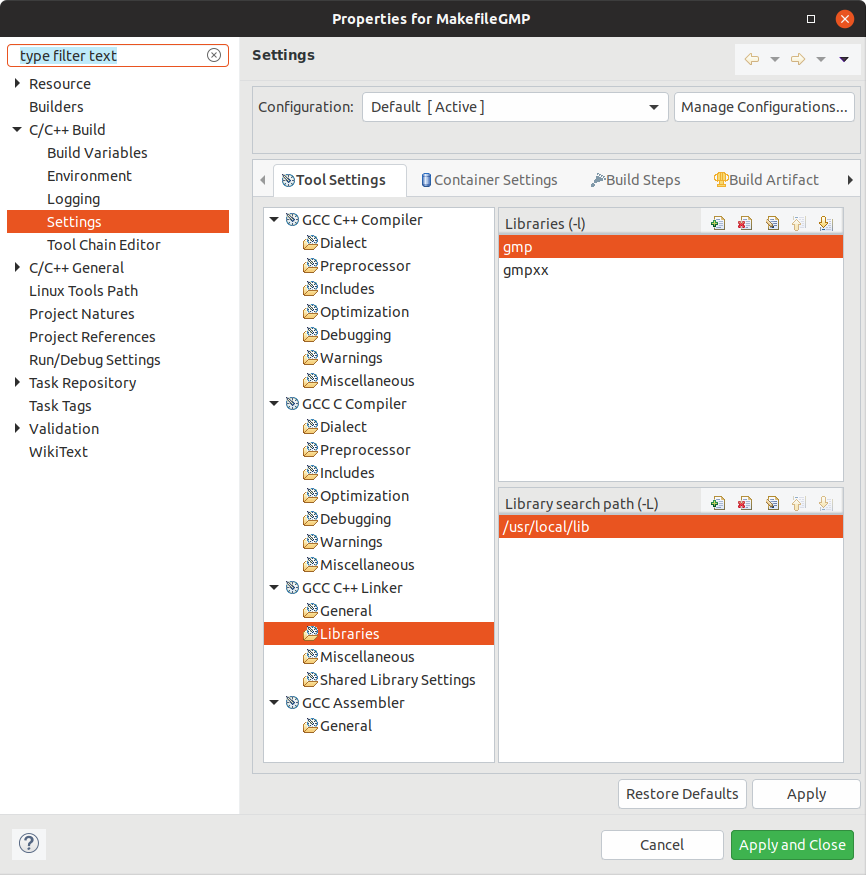 Properties for MakefileGMP
type filter text
Resource
Builders
C/C++ Build
Build Variables
Environment
Logging
Settings
Tool Chain Editor
C/C++ General
Linux Tools Path
Project Natures
Project References
Run/Debug Settings
Task Repository
Task Tags
Validation
WikiText
Settings
Configuration: Default [ Active ] Manage Configurations...
Tool Settings Container Settings Build Steps Build Artifact
GCC C++ Compiler
Dialect
Preprocessor
Includes
Optimization
Debugging
Warnings
Miscellaneous
GCC C Compiler
Dialect
Preprocessor
Includes
Optimization
Debugging
Warnings
Miscellaneous
GCC C++ Linker
General
Libraries
Miscellaneous
Shared Library Settings
GCC Assembler
General
Libraries (-l)
gmp
gmpxx
Library search path (-L)
/usr/local/lib
Restore Defaults Apply
? Cancel Apply and Close